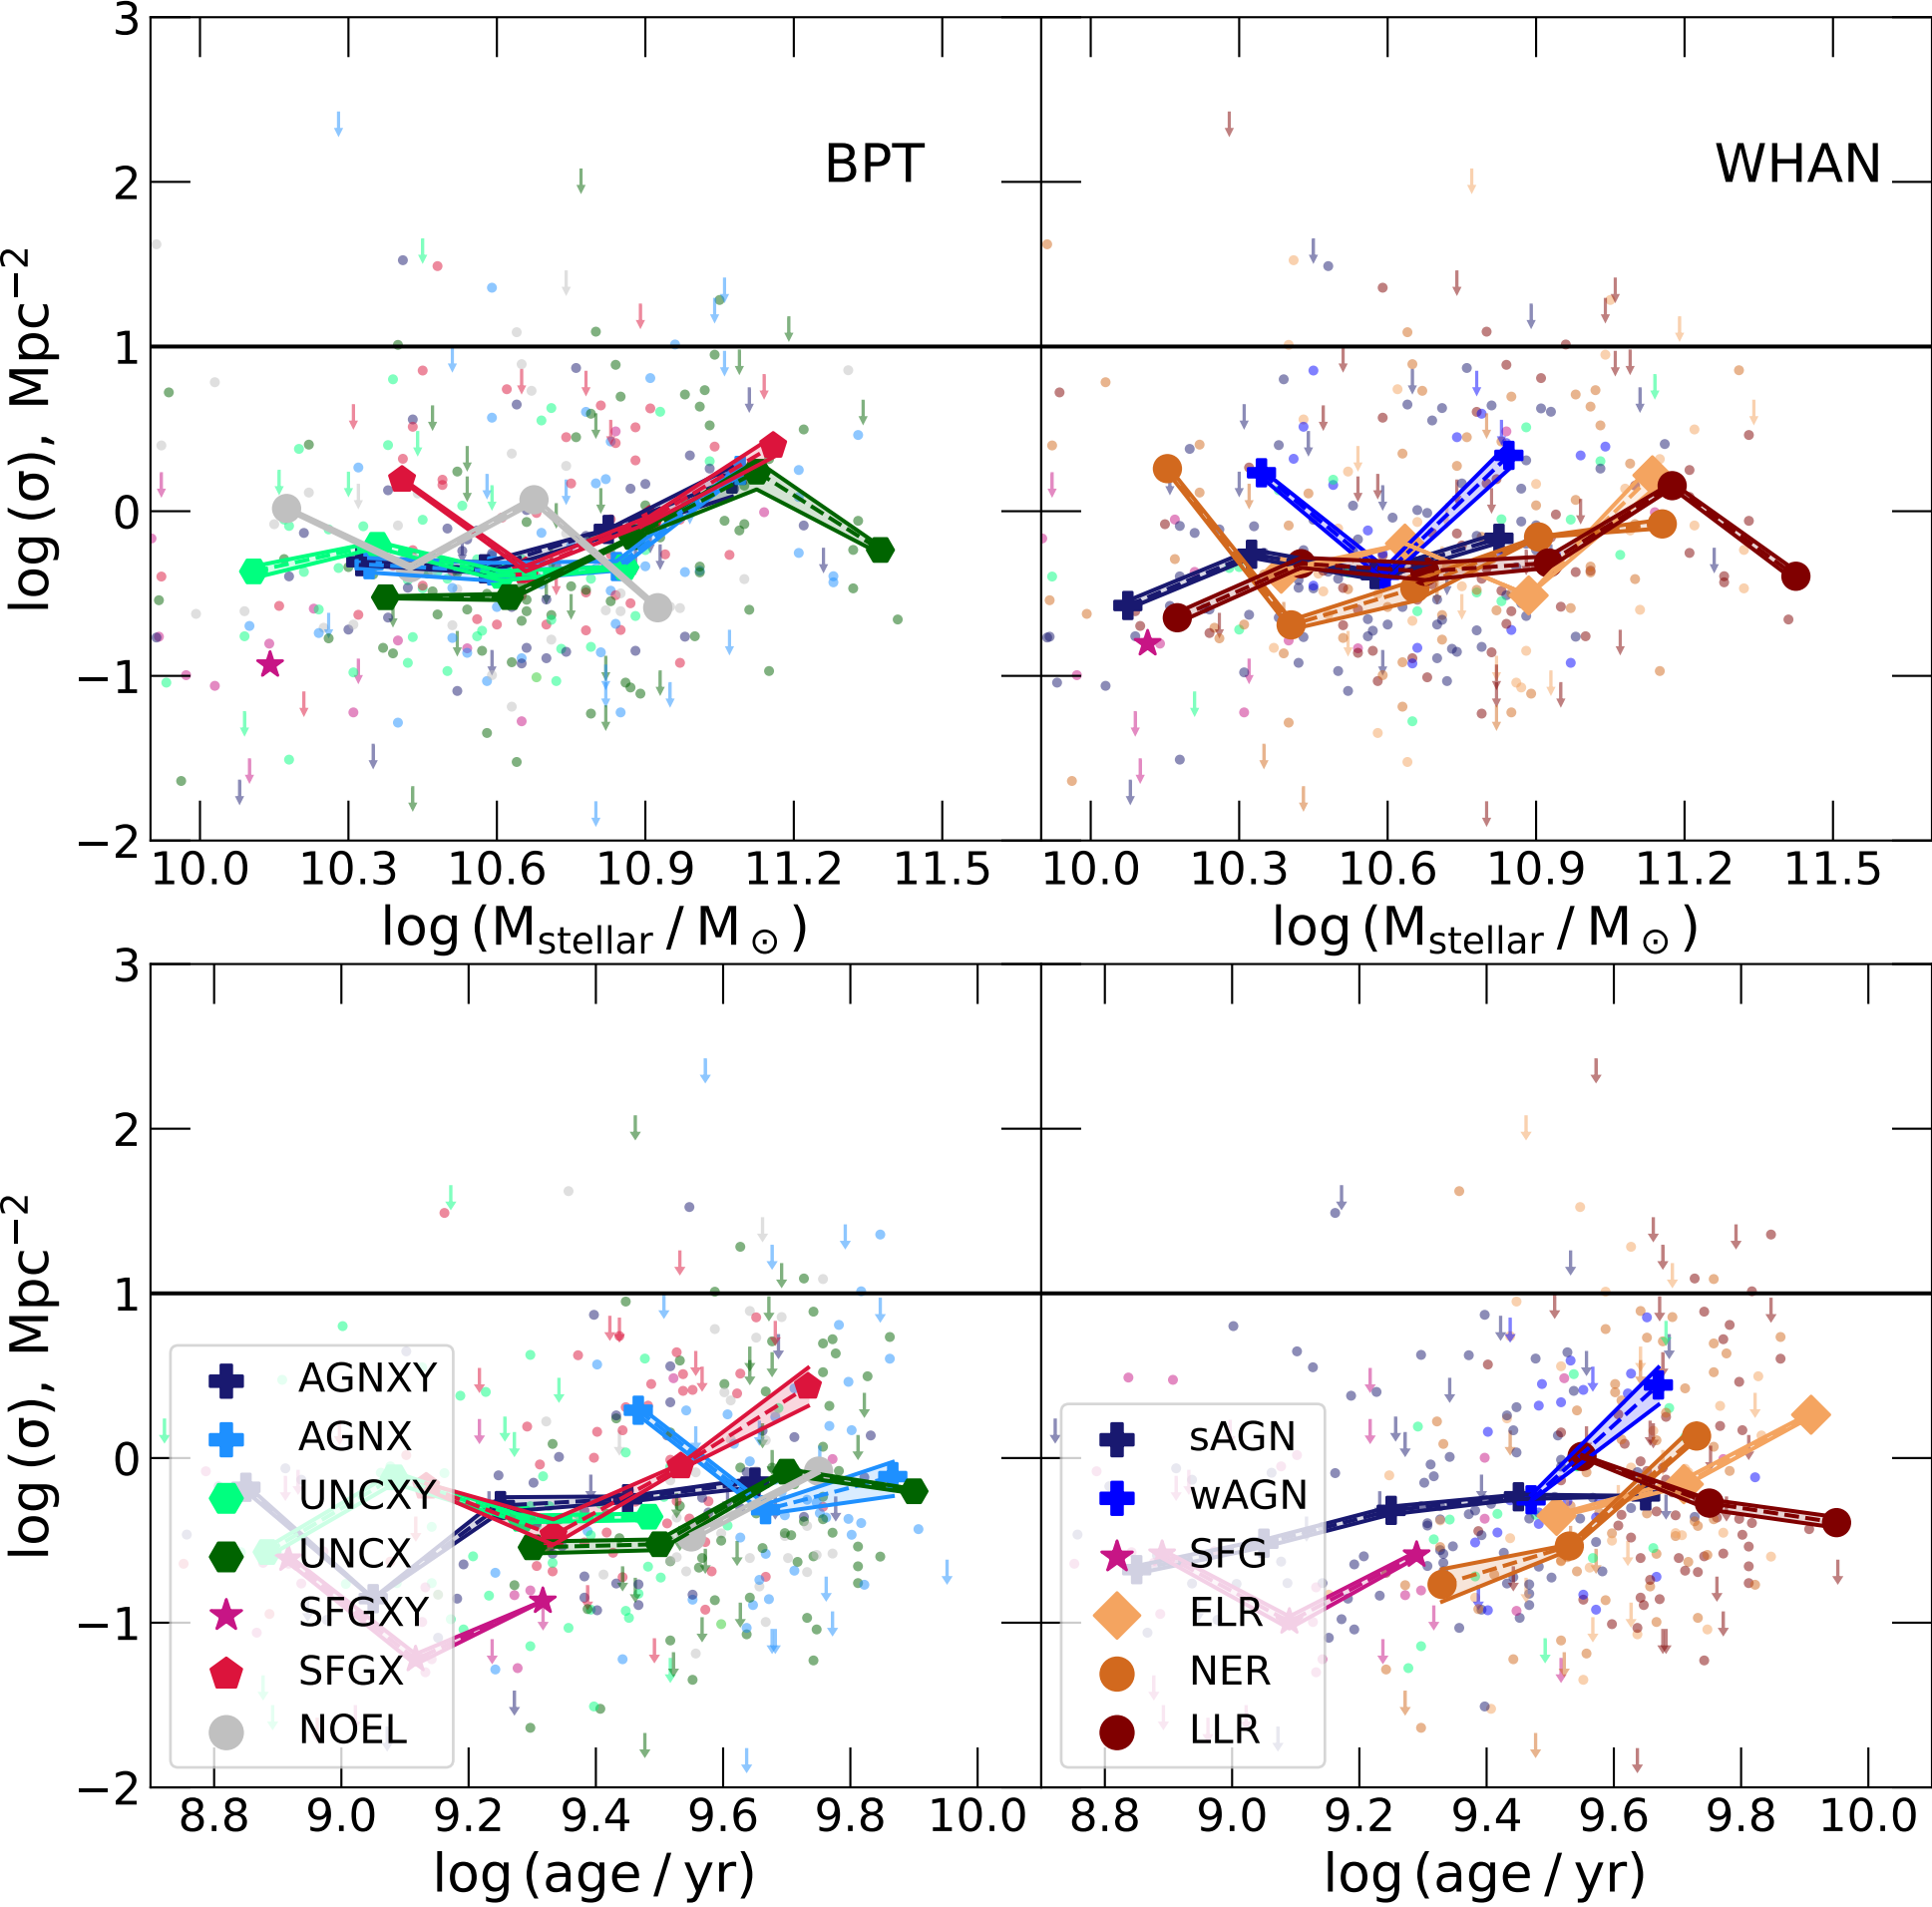 3
2
1
0
−1
−2
log (σ), Mpc⁻²
BPT
10.0 10.3 10.6 10.9 11.2 11.5
log (M_stellar / M_⊙)
WHAN
10.0 10.3 10.6 10.9 11.2 11.5
log (M_stellar / M_⊙)
3
2
1
0
−1
−2
log (σ), Mpc⁻²
AGNXY
AGNX
UNCXY
UNCX
SFGXY
SFGX
NOEL
8.8 9.0 9.2 9.4 9.6 9.8 10.0
log (age / yr)
sAGN
wAGN
SFG
ELR
NER
LLR
8.8 9.0 9.2 9.4 9.6 9.8 10.0
log (age / yr)